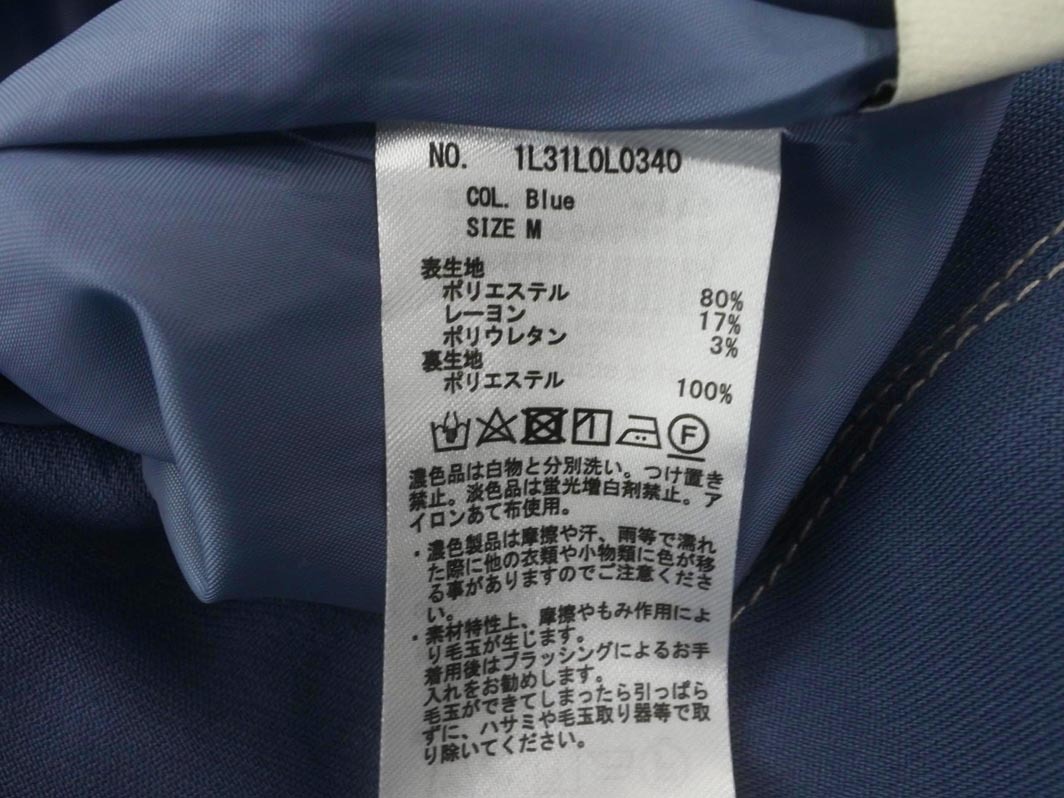 NO. 1L31L0L0340
COL. Blue
SIZE M
表生地
ポリエステル 80%
レーヨン 17%
ポリウレタン 3%
裏生地
ポリエステル 100%
F
濃色品は白物と分別洗い。つけ置き
禁止。淡色品は蛍光増白剤禁止。ア
イロンあて布使用。
・濃色製品は摩擦や汗、雨等で濡れ
た際に他の衣類や小物類に色が移
る事がありますのでご注意くださ
い。
・素材特性上、摩擦やもみ作用によ
り毛玉が生じます。
着用後はブラッシングによるお手
入れをお勧めします。
毛玉ができてしまったら引っぱら
ずに、ハサミや毛玉取り器等で取
り除いてください。